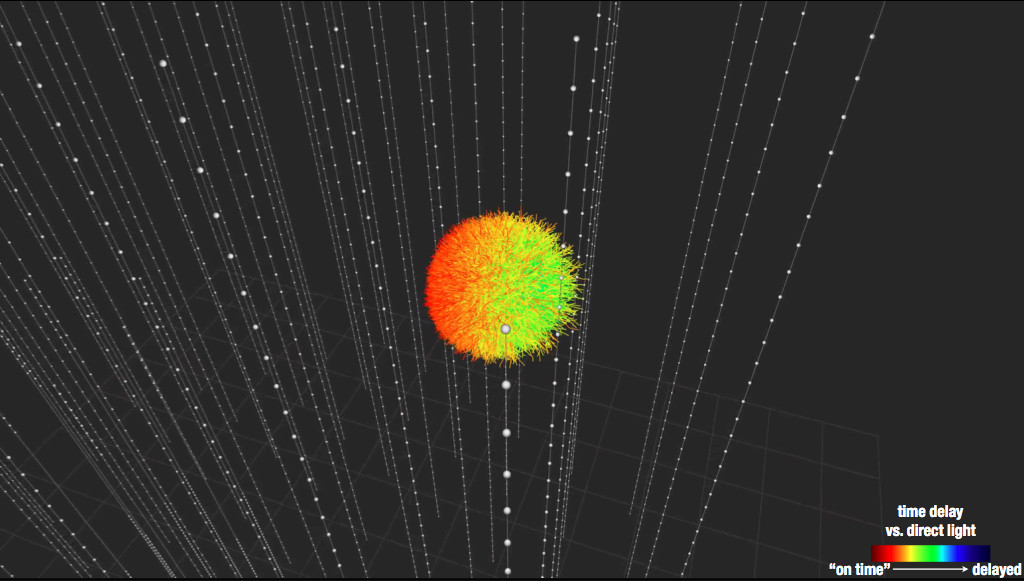 time delay
vs. direct light
“on time” delayed